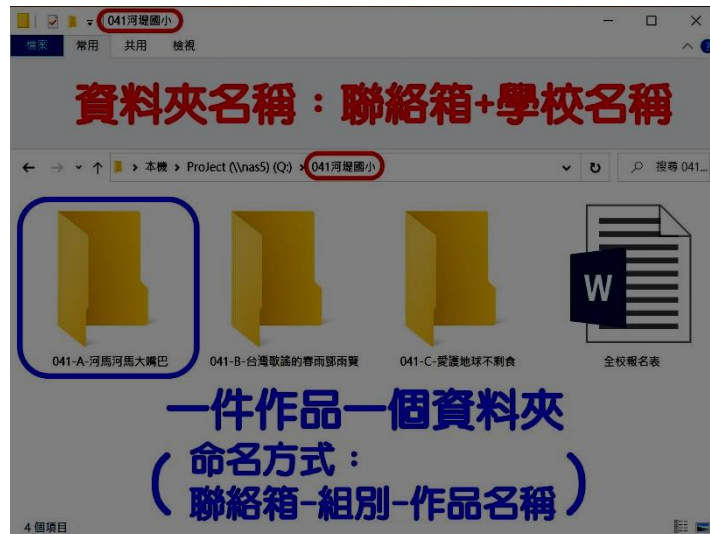 041河堤國小
檔案 常用 共用 檢視
資料夾名稱：聯絡箱+學校名稱
本機 > ProJect (\\nas5) (Q:) > 041河堤國小 搜尋 041...
W
041-A-河馬河馬大嘴巴 041-B-台灣歌謠的春雨鄧雨賢 041-C-愛護地球不剩食 全校報名表
一件作品一個資料夾
（命名方式：
聯絡箱-組別-作品名稱）
4 個項目